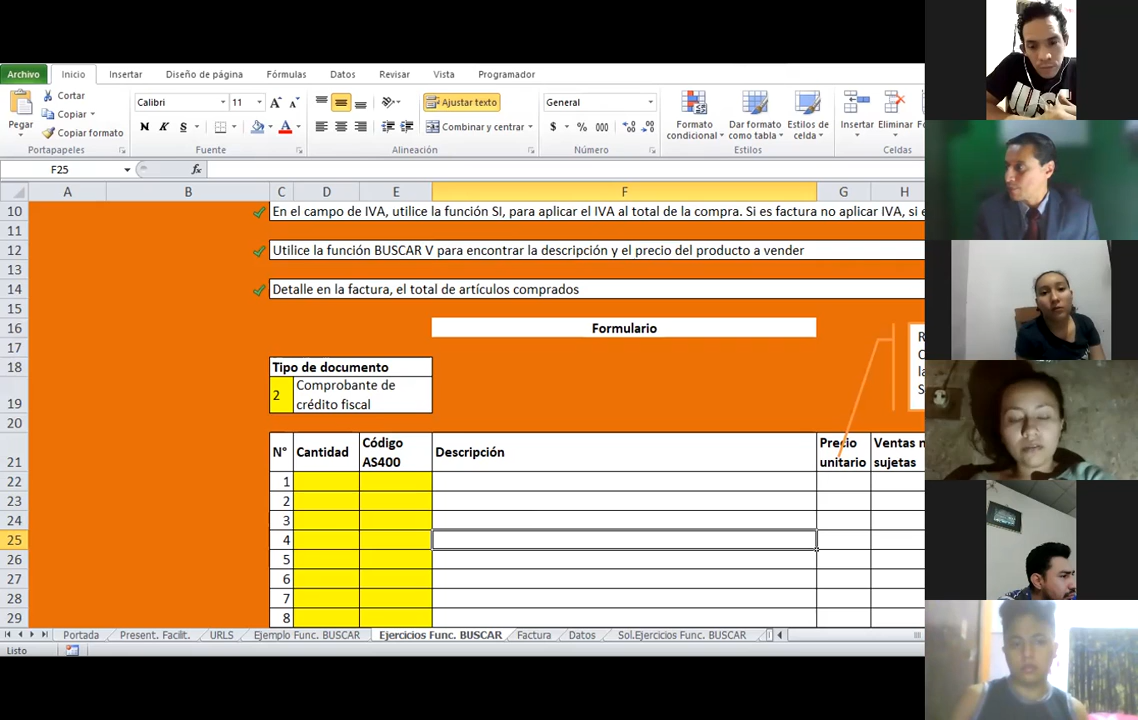 Archivo Inicio Insertar Diseño de página Fórmulas Datos Revisar Vista Programador
Cortar
Copiar
Copiar formato
Pegar
Portapapeles
Calibri 11
N K S
Fuente
Ajustar texto
Combinar y centrar
Alineación
General
$ % 000
Número
Formato condicional
Dar formato como tabla
Estilos de celda
Estilos
Insertar Eliminar
Celdas
F25 fx
A B C D E F G H
10 En el campo de IVA, utilice la función SI, para aplicar el IVA al total de la compra. Si es factura no aplicar IVA, si e
11
12 Utilice la función BUSCAR V para encontrar la descripción y el precio del producto a vender
13
14 Detalle en la factura, el total de artículos comprados
15
16 Formulario
17
18 Tipo de documento
19 2 Comprobante de
crédito fiscal
20
21 N° Cantidad Código
AS400 Descripción Precio
unitario Ventas n
sujetas
22 1
23 2
24 3
25 4
26 5
27 6
28 7
29 8
Portada Present. Facilit. URLS Ejemplo Func. BUSCAR Ejercicios Func. BUSCAR Factura Datos Sol.Ejercicios Func. BUSCAR
Listo